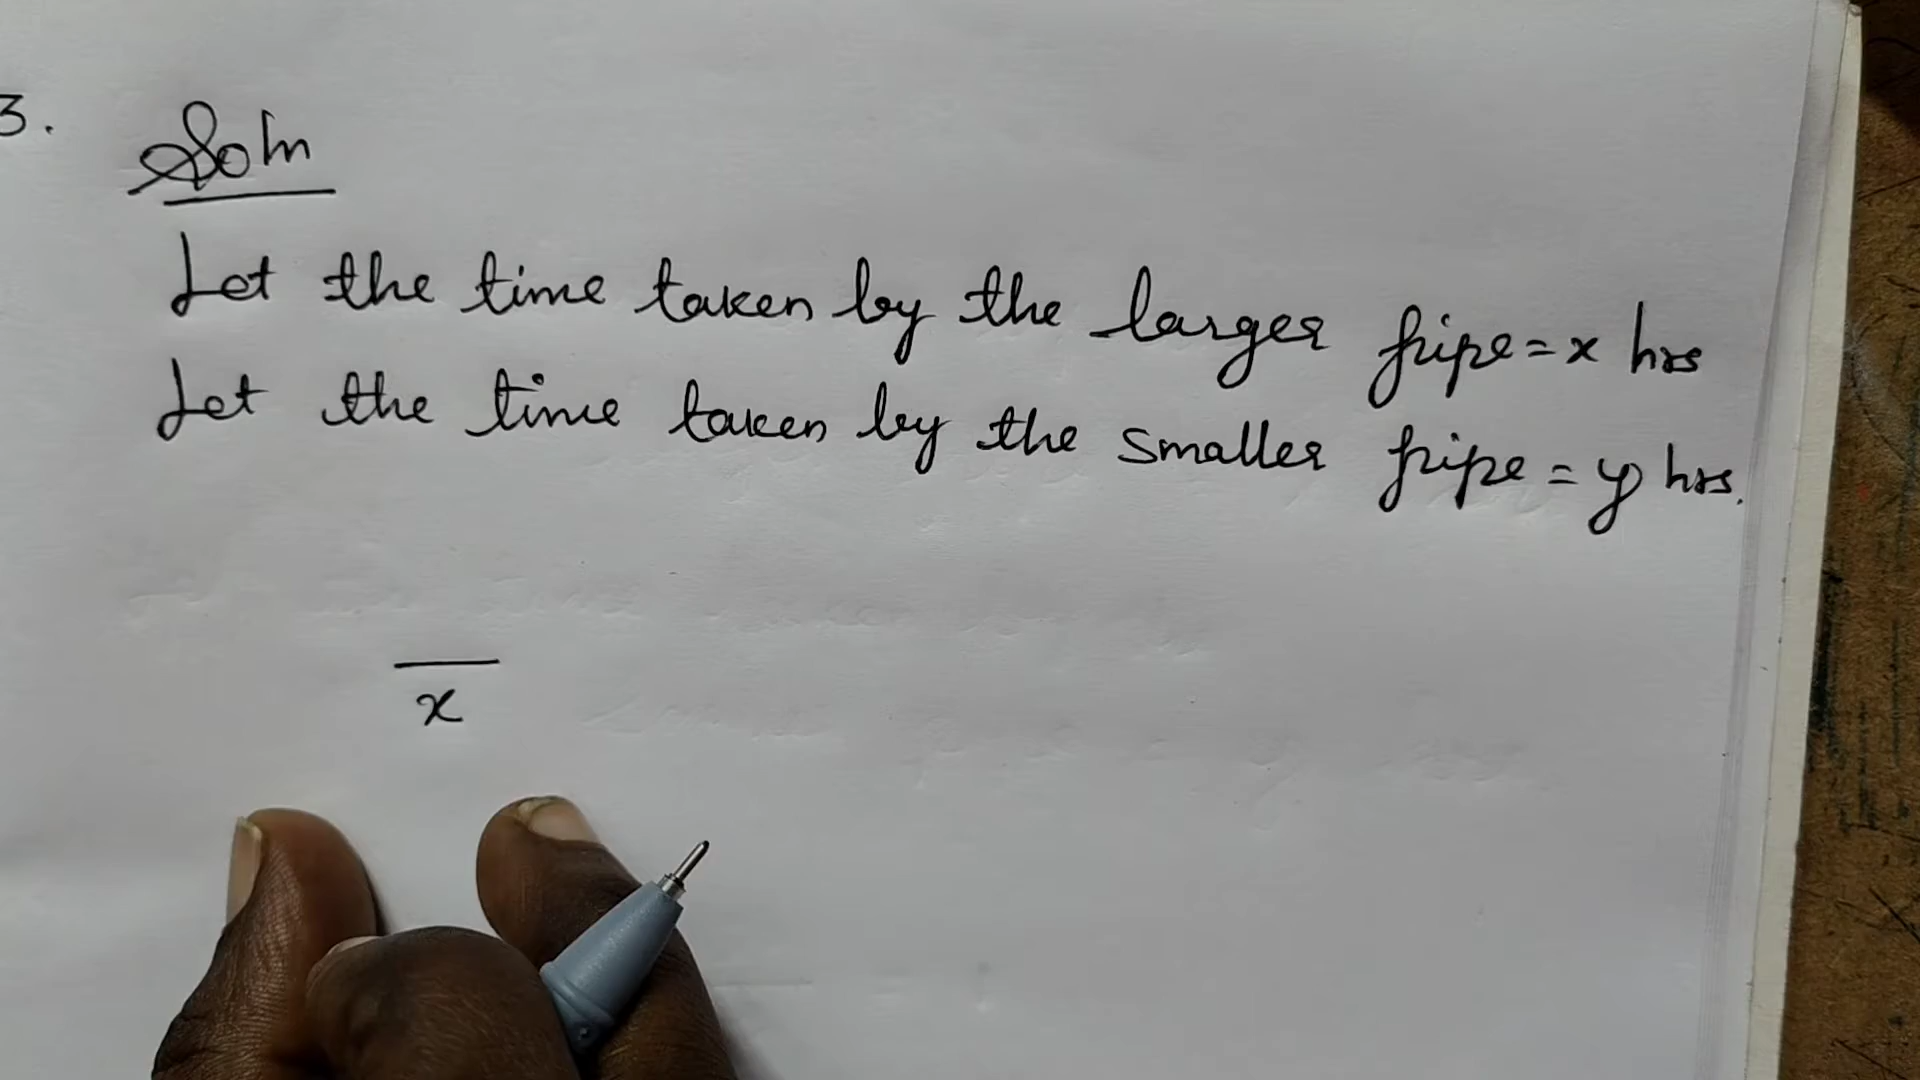 3.
Soln
Let the time taken by the larger pipe = x hrs
Let the time taken by the smaller pipe = y hrs.
x